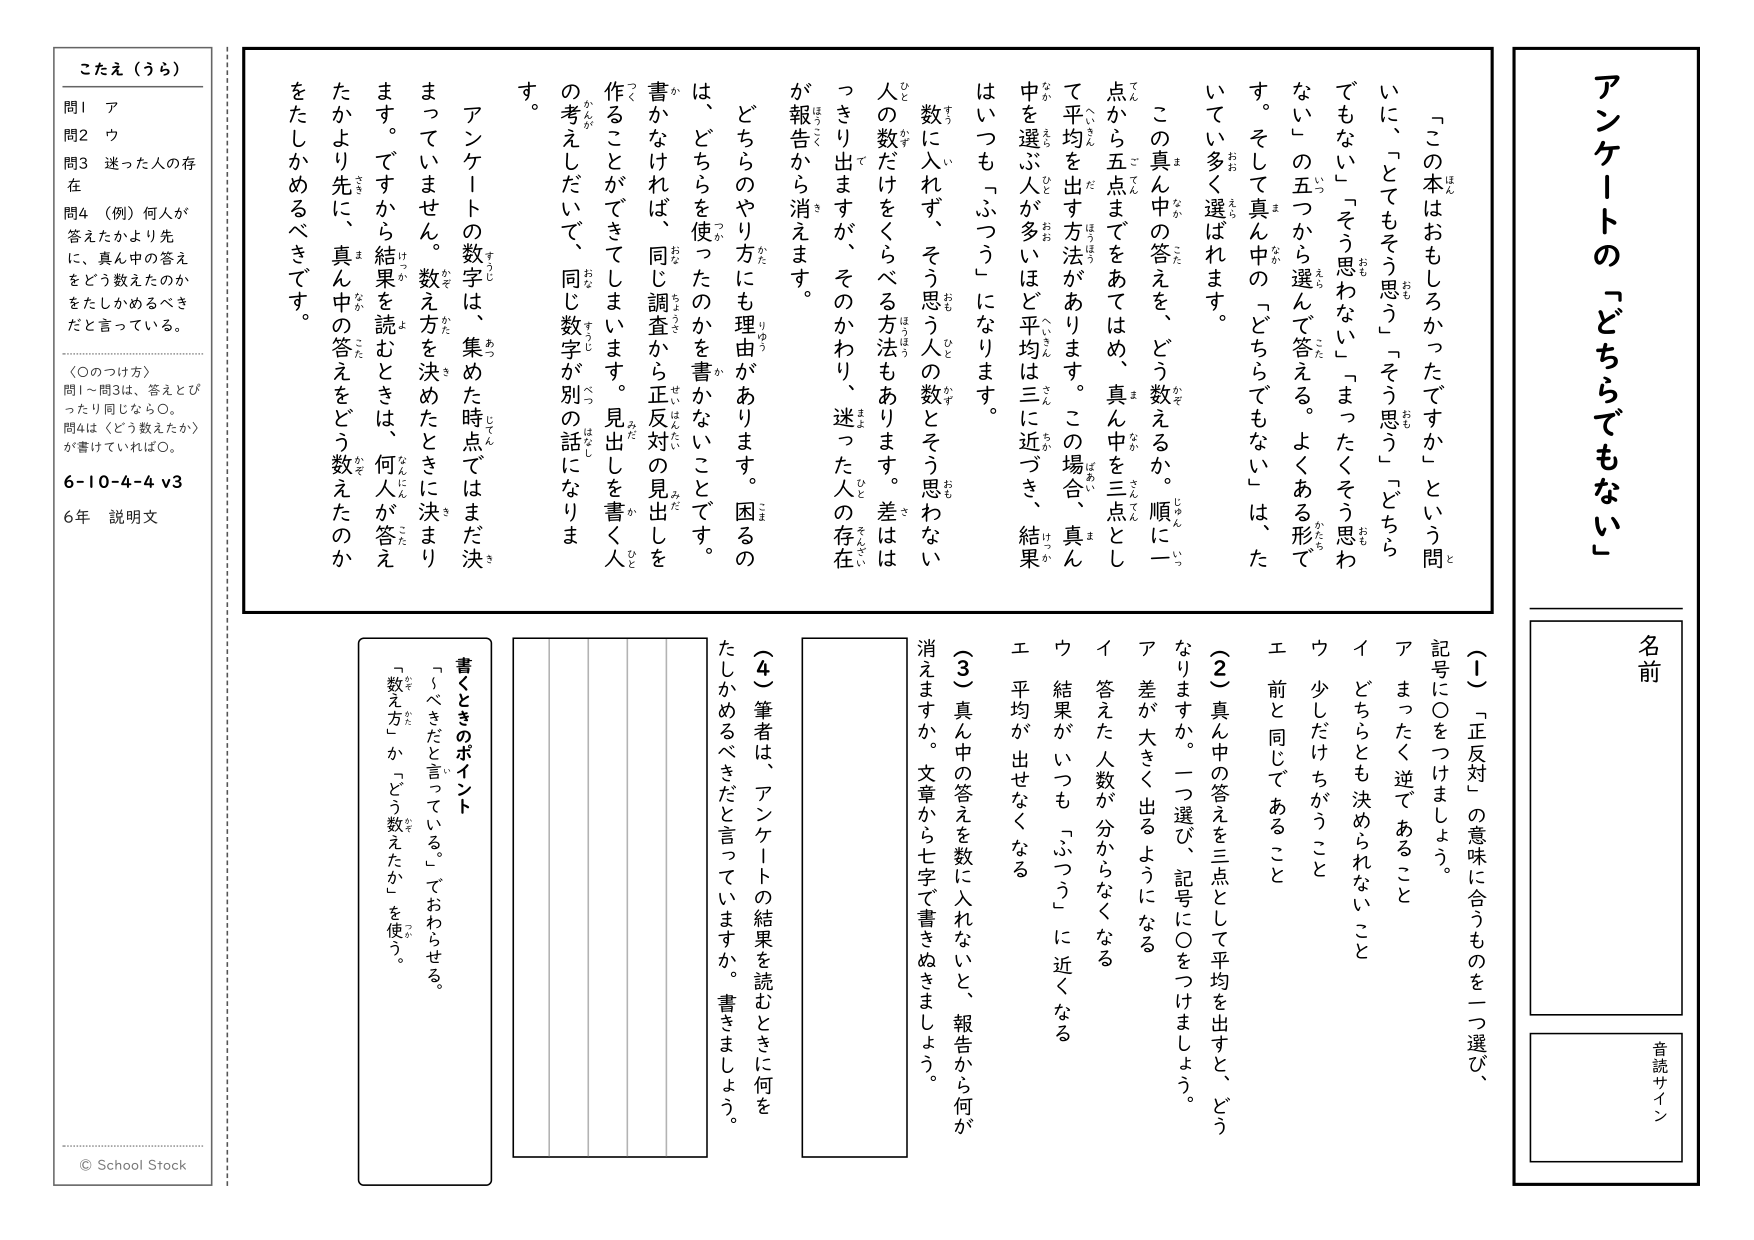 アンケートの「どちらでもない」
名前
音読サイン
「この本はおもしろかったですか」という問
いに、「とてもそう思う」「そう思う」「どちら
でもない」「そう思わない」「まったくそう思わ
ない」の五つから選んで答える。よくある形で
す。そして真ん中の「どちらでもない」は、た
いてい多く選ばれます。
この真ん中の答えを、どう数えるか。順に一
点から五点までをあてはめ、真ん中を三点とし
て平均を出す方法があります。この場合、真ん
中を選ぶ人が多いほど平均は三に近づき、結果
はいつも「ふつう」になります。
数に入れず、そう思う人の数とそう思わない
人の数だけをくらべる方法もあります。差はは
っきり出ますが、そのかわり、迷った人の存在
が報告から消えます。
どちらのやり方にも理由があります。困るの
は、どちらを使ったのかを書かないことです。
書かなければ、同じ調査から正反対の見出しを
作ることができてしまいます。見出しを書く人
の考えしだいで、同じ数字が別の話になりま
す。
アンケートの数字は、集めた時点ではまだ決
まっていません。数え方を決めたときに決まり
ます。ですから結果を読むときは、何人が答え
たかより先に、真ん中の答えをどう数えたのか
をたしかめるべきです。
（1）「正反対」の意味に合うものを一つ選び、
記号に〇をつけましょう。
ア　まったく逆であること
イ　どちらとも決められないこと
ウ　少しだけちがうこと
エ　前と同じであること
（2）真ん中の答えを三点として平均を出すと、どう
なりますか。一つ選び、記号に〇をつけましょう。
ア　差が大きく出るようになる
イ　答えた人数が分からなくなる
ウ　結果がいつも「ふつう」に近くなる
エ　平均が出せなくなる
（3）真ん中の答えを数に入れないと、報告から何が
消えますか。文章から七字で書きぬきましょう。
（4）筆者は、アンケートの結果を読むときに何を
たしかめるべきだと言っていますか。書きましょう。
書くときのポイント
「〜べきだと言っている。」でおわらせる。
「数え方」か「どう数えたか」を使う。
こたえ（うら）
問1　ア
問2　ウ
問3　迷った人の存
在
問4　（例）何人が
答えたかより先
に、真ん中の答え
をどう数えたのか
をたしかめるべき
だと言っている。
〈〇のつけ方〉
問1〜問3は、答えとぴ
ったり同じなら〇。
問4は〈どう数えたか〉
が書けていれば〇。
6-10-4-4 v3
6年　説明文
© School Stock